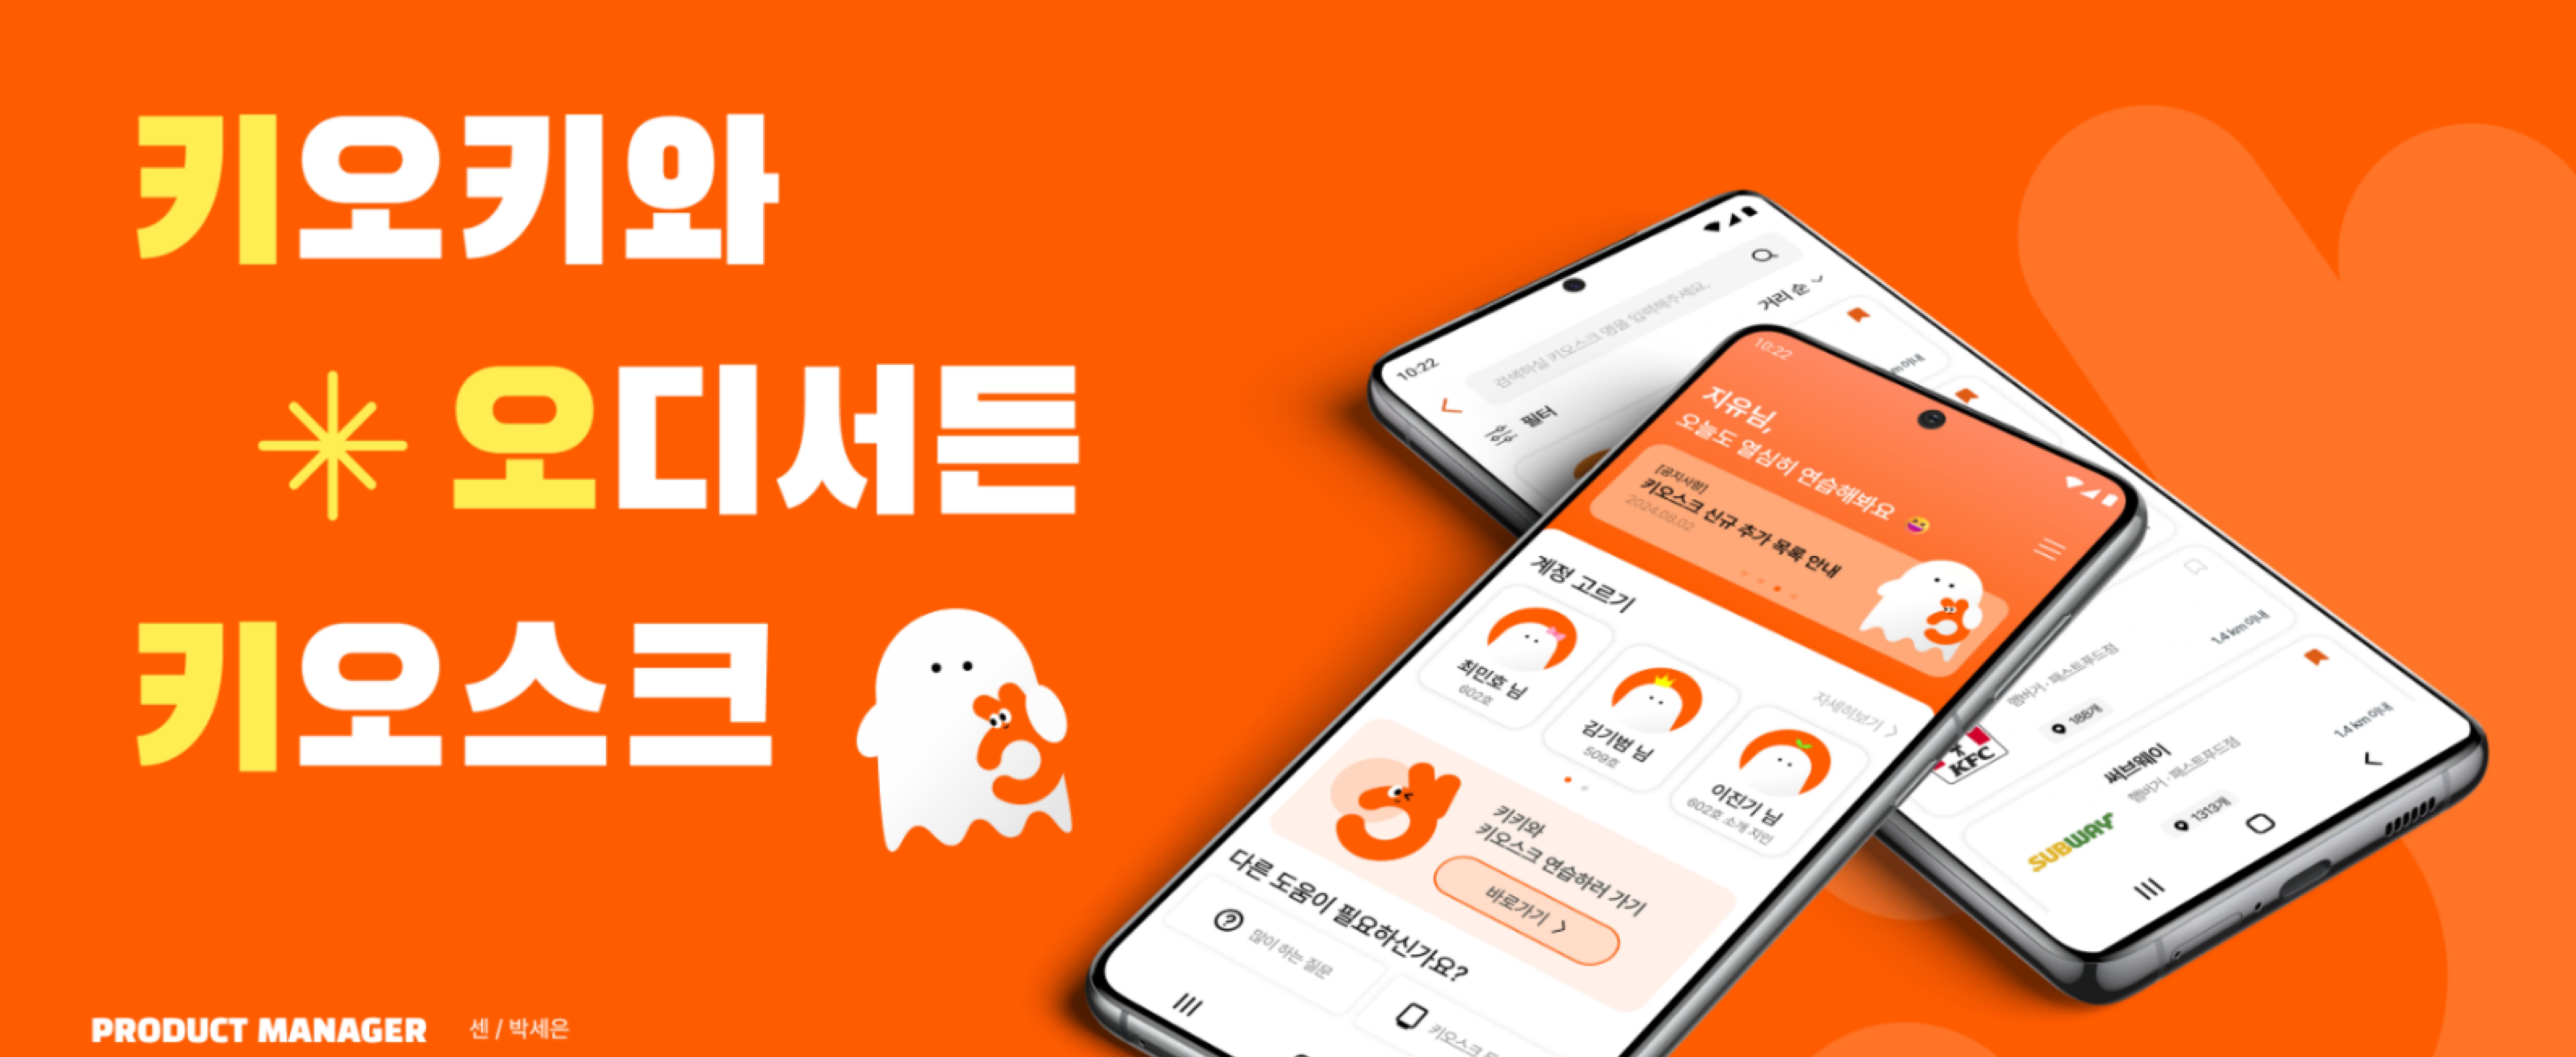 키오키와
오디서든
키오스크
PRODUCT MANAGER
센 / 박세은
10:22
검색하실 키오스크 명을 입력해주세요.
필터
거리 순
m 이내
10:22
지유님,
오늘도 열심히 연습해봐요
[공지사항]
키오스크 신규 추가 목록 안내
2024.08.02
계정 고르기
자세히보기
최민호 님
602호
김기범 님
509호
이진기 님
602호 소개 지인
키키와
키오스크 연습하러 가기
바로가기
다른 도움이 필요하신가요?
많이 하는 질문
키오스크
햄버거 · 패스트푸드점
1.4 km 이내
188개
KFC
써브웨이
햄버거 · 패스트푸드점
1.4 km 이내
1313개
SUBWAY